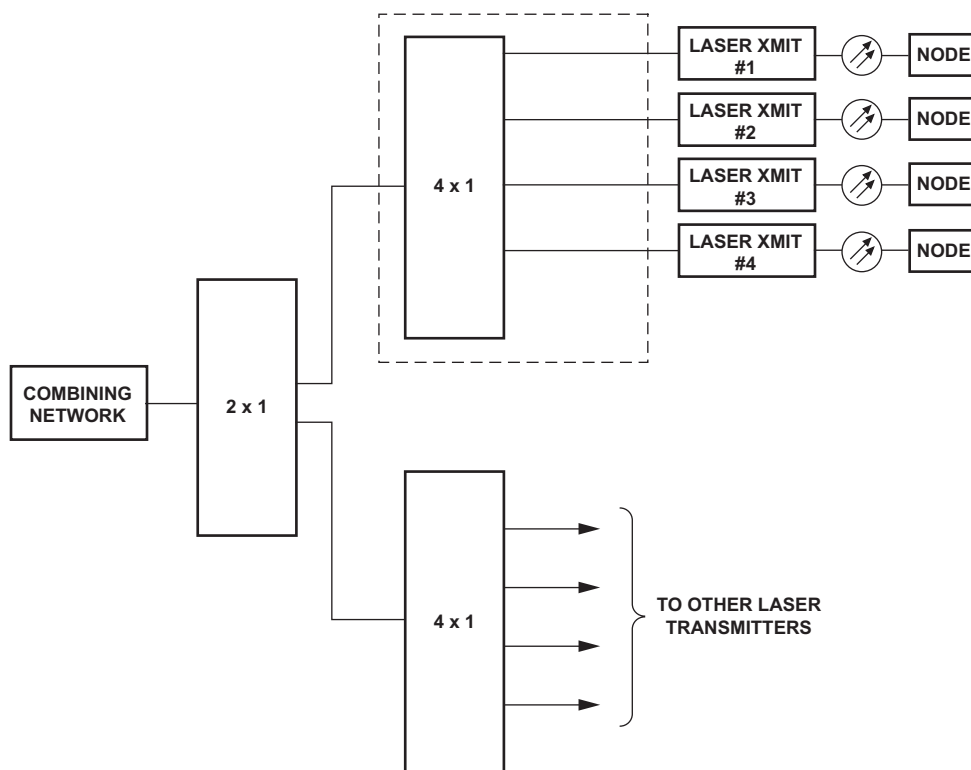 LASER XMIT
#1
NODE
LASER XMIT
#2
NODE
4 x 1
LASER XMIT
#3
NODE
LASER XMIT
#4
NODE
COMBINING
NETWORK
2 x 1
4 x 1
TO OTHER LASER
TRANSMITTERS